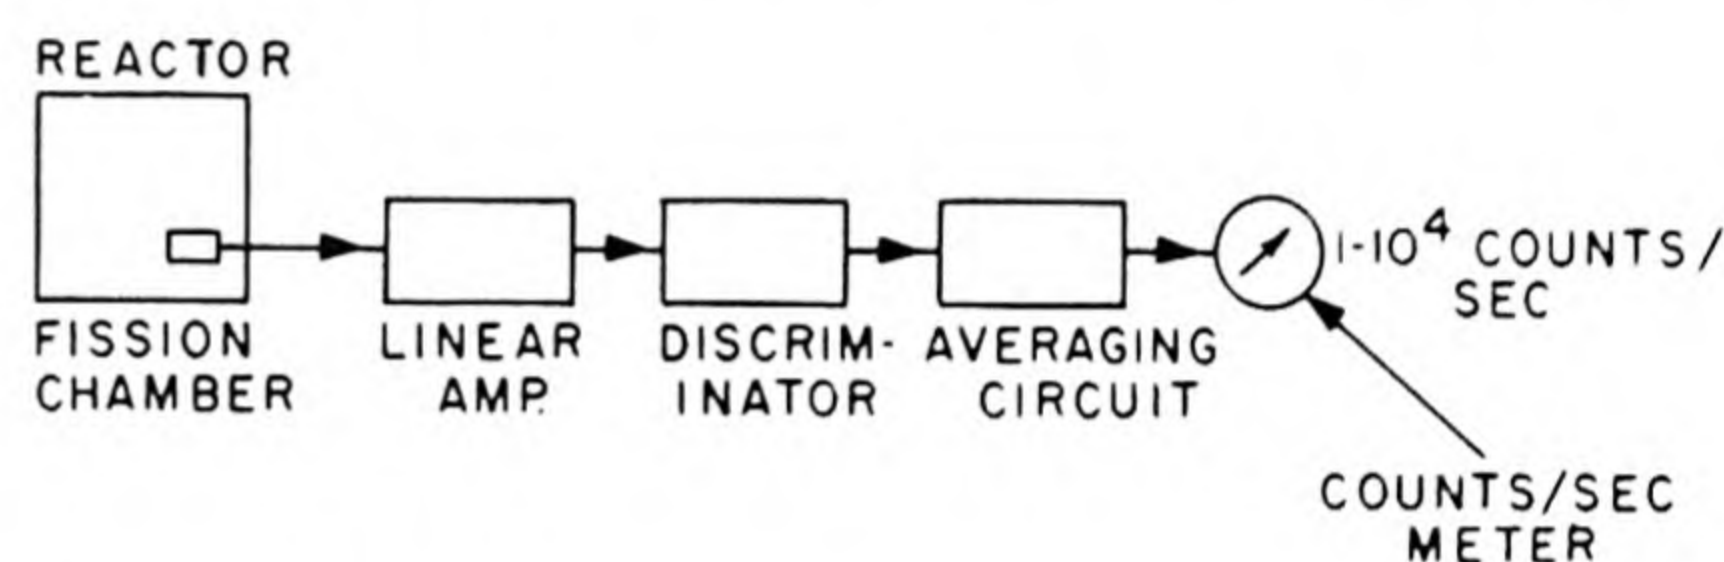 REACTOR
FISSION
CHAMBER
LINEAR
AMP.
DISCRIM-
INATOR
AVERAGING
CIRCUIT
1-10⁴ COUNTS/
SEC
COUNTS/SEC
METER